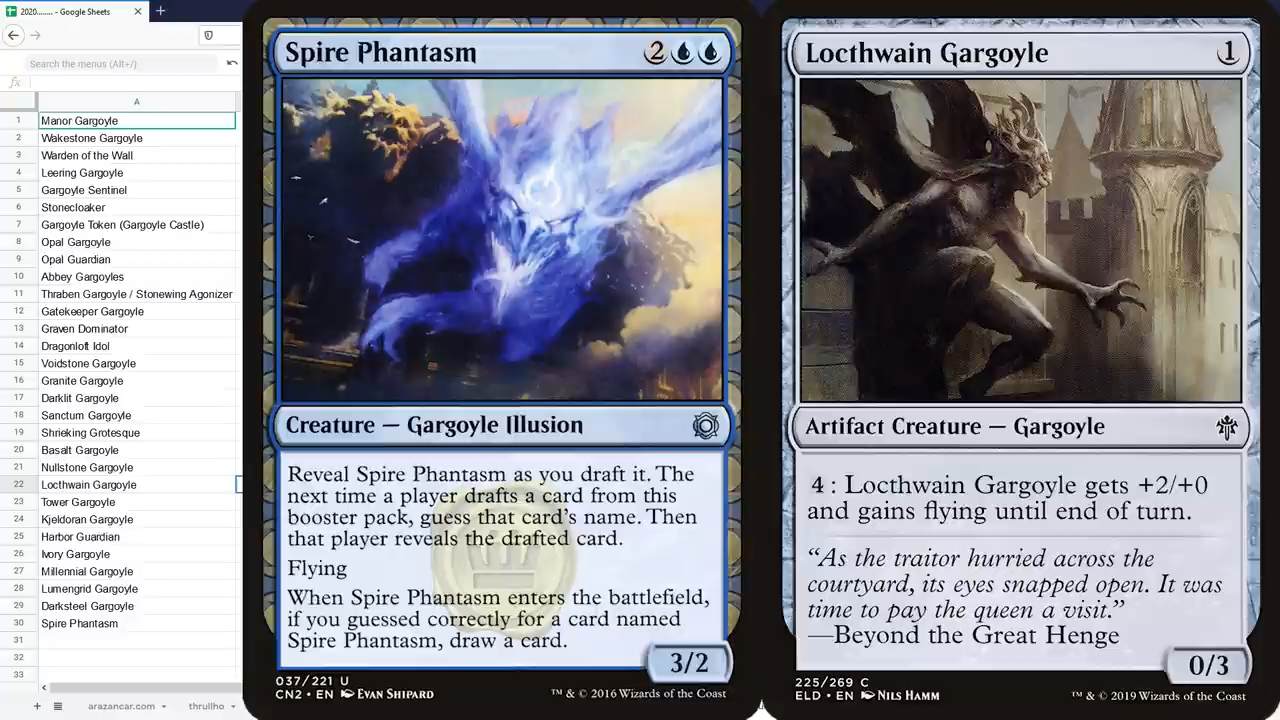 2020........ - Google Sheets
Search the menus (Alt+/)
fx
A
1 Manor Gargoyle
2 Wakestone Gargoyle
3 Warden of the Wall
4 Leering Gargoyle
5 Gargoyle Sentinel
6 Stonecloaker
7 Gargoyle Token (Gargoyle Castle)
8 Opal Gargoyle
9 Opal Guardian
10 Abbey Gargoyles
11 Thraben Gargoyle / Stonewing Agonizer
12 Gatekeeper Gargoyle
13 Graven Dominator
14 Dragonloft Idol
15 Voidstone Gargoyle
16 Granite Gargoyle
17 Darklit Gargoyle
18 Sanctum Gargoyle
19 Shrieking Grotesque
20 Basalt Gargoyle
21 Nullstone Gargoyle
22 Locthwain Gargoyle
23 Tower Gargoyle
24 Kjeldoran Gargoyle
25 Harbor Guardian
26 Ivory Gargoyle
27 Millennial Gargoyle
28 Lumengrid Gargoyle
29 Darksteel Gargoyle
30 Spire Phantasm
31
32
33
arazancar.com
thrullho
Spire Phantasm 2
Creature — Gargoyle Illusion
Reveal Spire Phantasm as you draft it. The
next time a player drafts a card from this
booster pack, guess that card's name. Then
that player reveals the drafted card.
Flying
When Spire Phantasm enters the battlefield,
if you guessed correctly for a card named
Spire Phantasm, draw a card.
3/2
037/221 U
CN2 • EN Evan Shipard
™ & © 2016 Wizards of the Coast
Locthwain Gargoyle 1
Artifact Creature — Gargoyle
4 : Locthwain Gargoyle gets +2/+0
and gains flying until end of turn.
“As the traitor hurried across the
courtyard, its eyes snapped open. It was
time to pay the queen a visit.”
—Beyond the Great Henge
0/3
225/269 C
ELD • EN Nils Hamm
™ & © 2019 Wizards of the Coast